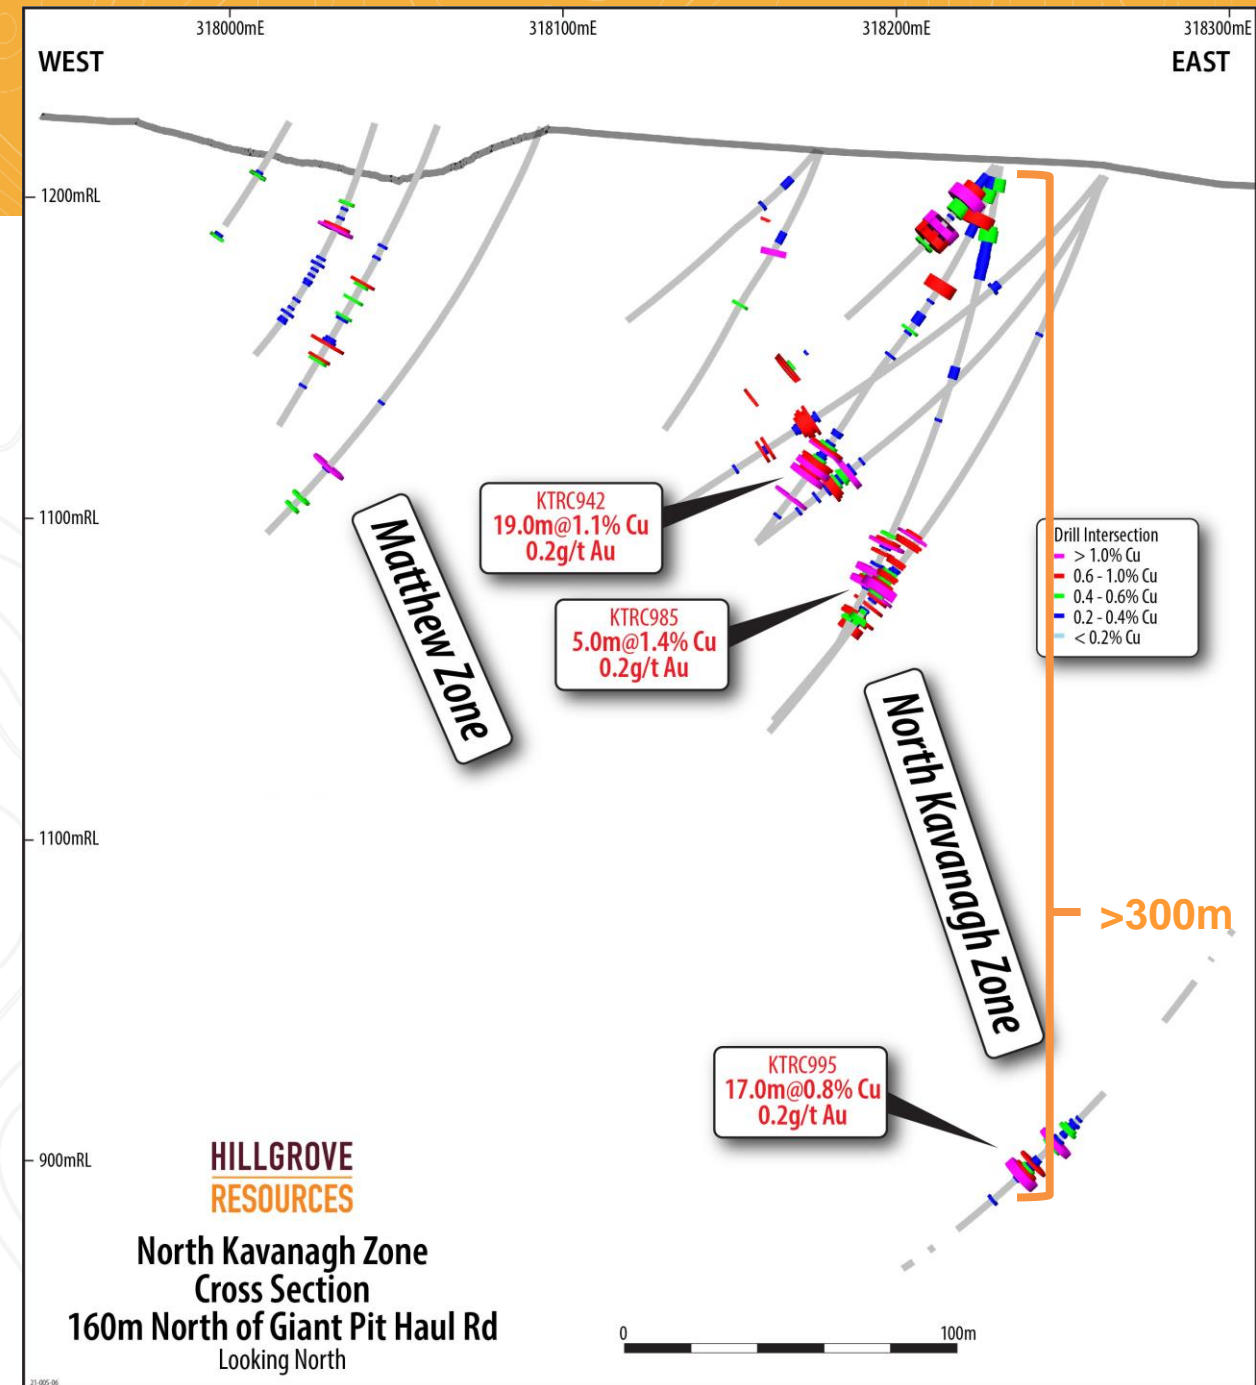 318000mE
318100mE
318200mE
318300mE
WEST
EAST
1200mRL
1100mRL
KTRC942
19.0m@1.1% Cu
0.2g/t Au
Drill Intersection
> 1.0% Cu
0.6 - 1.0% Cu
0.4 - 0.6% Cu
0.2 - 0.4% Cu
< 0.2% Cu
KTRC985
5.0m@1.4% Cu
0.2g/t Au
Matthew Zone
North Kavanagh Zone
1100mRL
>300m
KTRC995
17.0m@0.8% Cu
0.2g/t Au
900mRL
HILLGROVE
RESOURCES
North Kavanagh Zone
Cross Section
160m North of Giant Pit Haul Rd
Looking North
0
100m
21-005-06